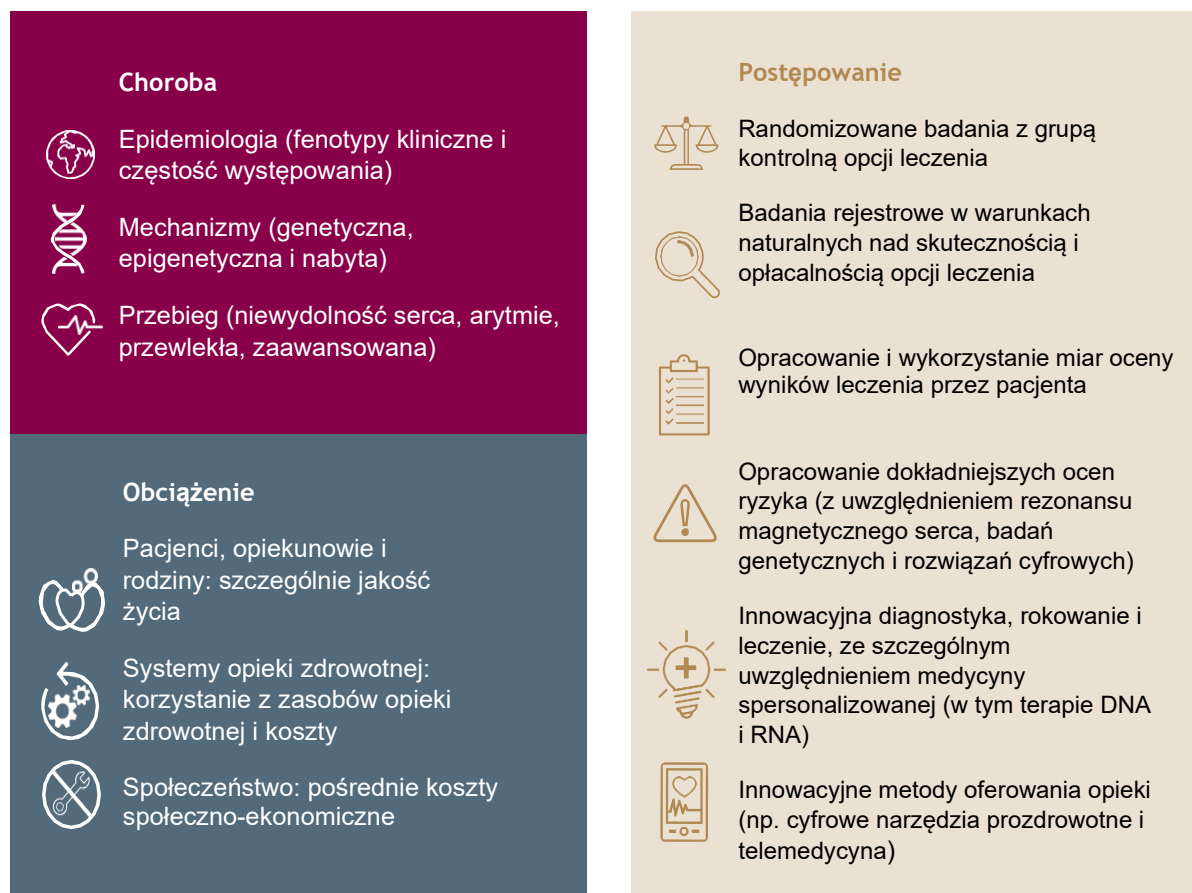 Choroba
Epidemiologia (fenotypy kliniczne i
częstość występowania)
Mechanizmy (genetyczna,
epigenetyczna i nabyta)
Przebieg (niewydolność serca, arytmie,
przewlekła, zaawansowana)
Obciążenie
Pacjenci, opiekunowie i
rodziny: szczególnie jakość
życia
Systemy opieki zdrowotnej:
korzystanie z zasobów opieki
zdrowotnej i koszty
Społeczeństwo: pośrednie koszty
społeczno-ekonomiczne
Postępowanie
Randomizowane badania z grupą
kontrolną opcji leczenia
Badania rejestrowe w warunkach
naturalnych nad skutecznością i
opłacalnością opcji leczenia
Opracowanie i wykorzystanie miar oceny
wyników leczenia przez pacjenta
Opracowanie dokładniejszych ocen
ryzyka (z uwzględnieniem rezonansu
magnetycznego serca, badań
genetycznych i rozwiązań cyfrowych)
Innowacyjna diagnostyka, rokowanie i
leczenie, ze szczególnym
uwzględnieniem medycyny
spersonalizowanej (w tym terapie DNA
i RNA)
Innowacyjne metody oferowania opieki
(np. cyfrowe narzędzia prozdrowotne i
telemedycyna)